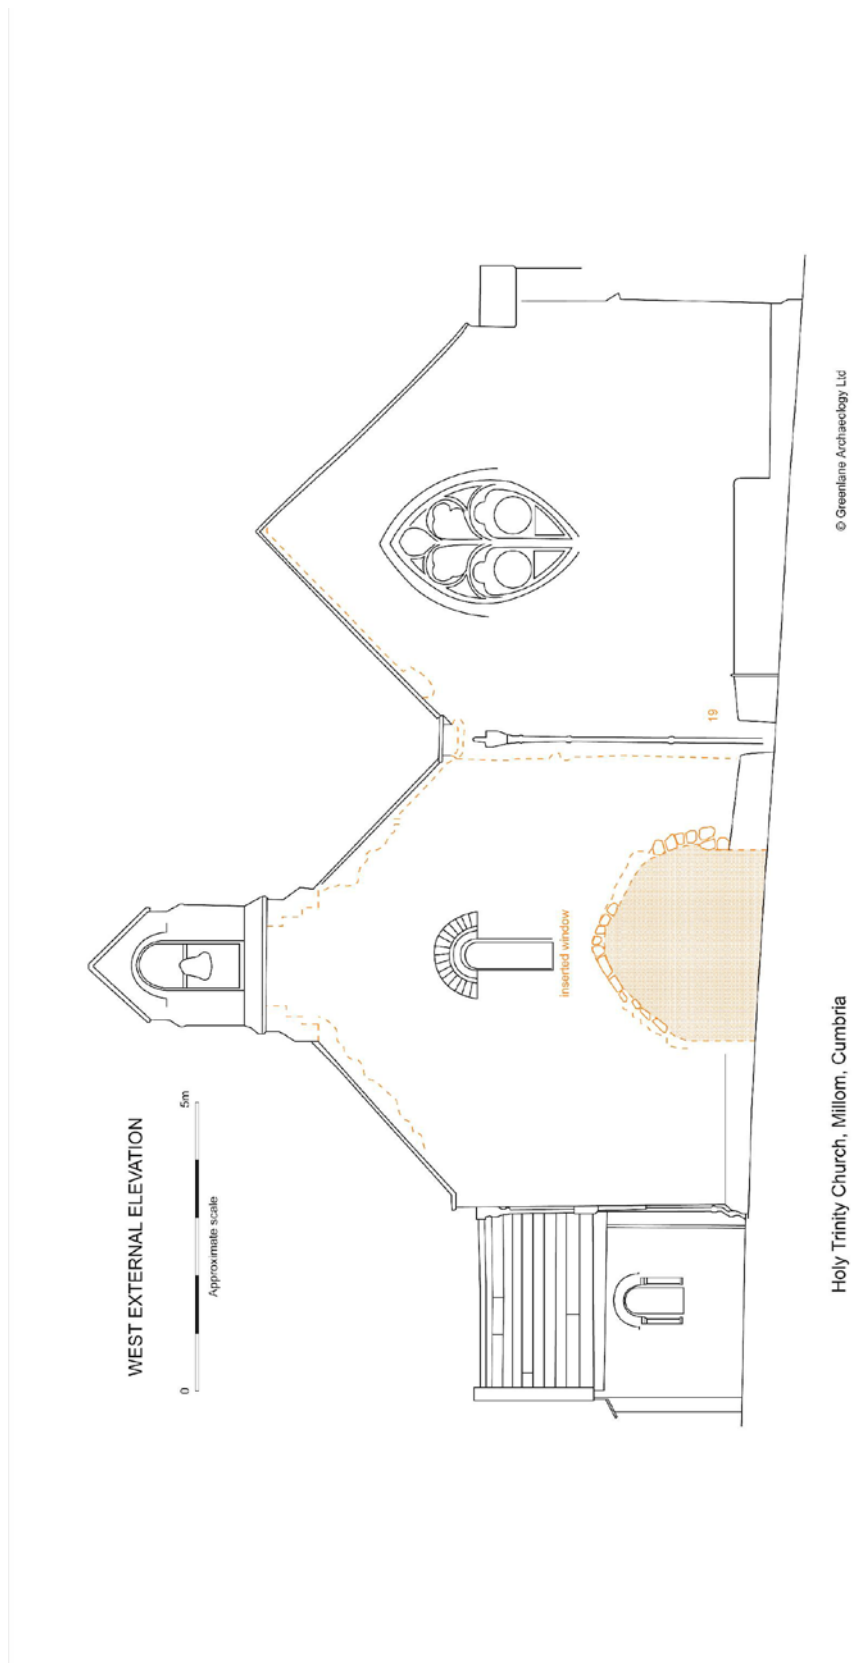 WEST EXTERNAL ELEVATION
0
5m
Approximate scale
inserted window
19
Holy Trinity Church, Millom, Cumbria
© Greenlane Archaeology Ltd